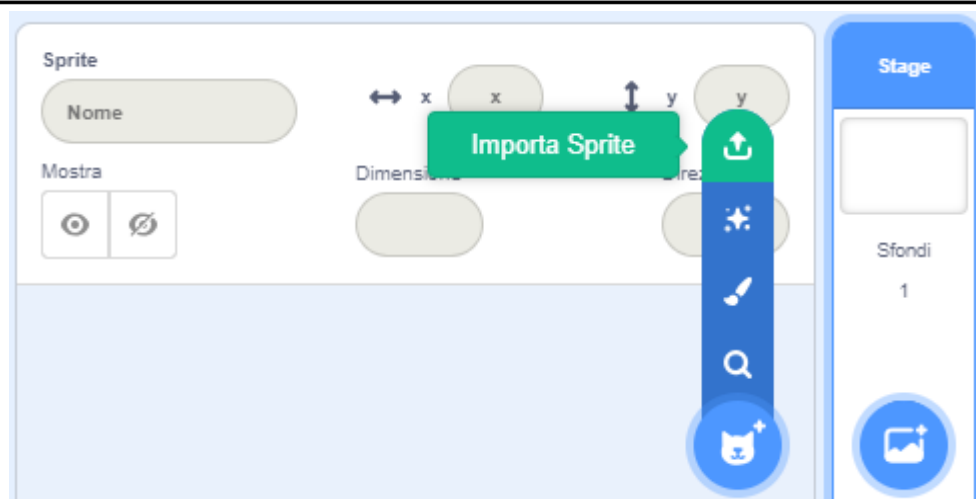 Sprite
Nome
x
x
y
y
Importa Sprite
Mostra
Stage
Sfondi
1